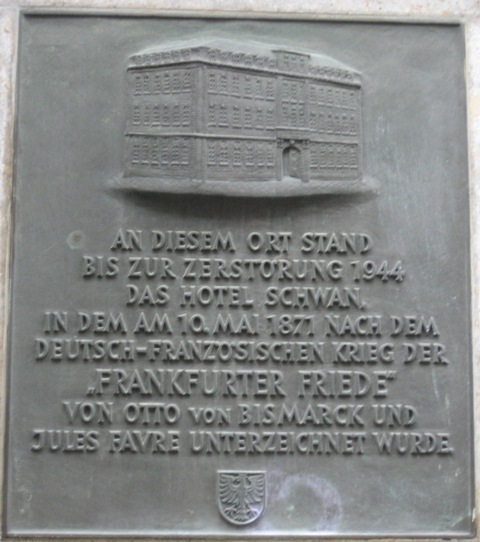 AN DIESEM ORT STAND
BIS ZUR ZERSTÖRUNG 1944
DAS HOTEL SCHWAN.
IN DEM AM 10. MAI 1871 NACH DEM
DEUTSCH-FRANZÖSISCHEN KRIEG DER
„FRANKFURTER FRIEDE"
VON OTTO VON BISMARCK UND
JULES FAVRE UNTERZEICHNET WURDE.